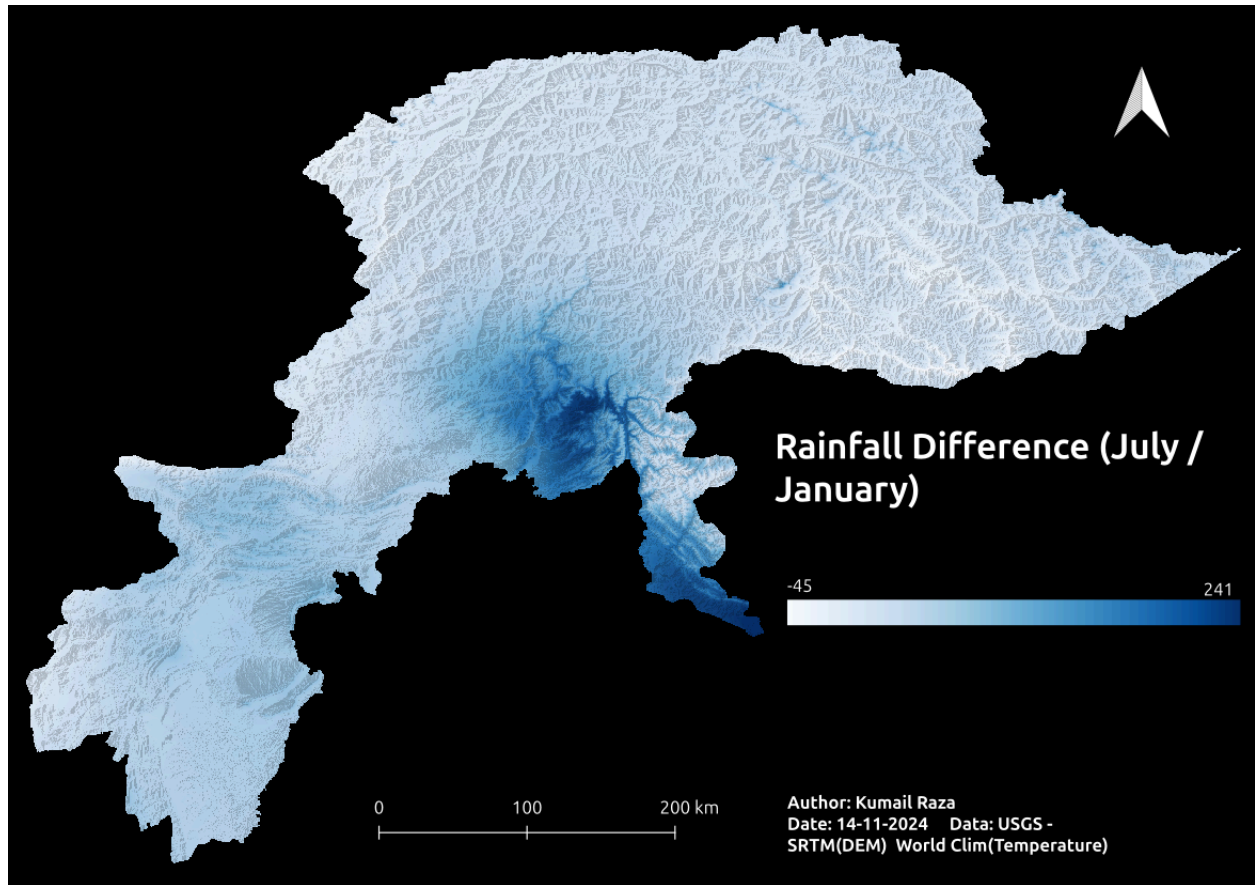 Rainfall Difference (July /
January)
-45
241
0
100
200 km
Author: Kumail Raza
Date: 14-11-2024 Data: USGS -
SRTM(DEM) World Clim(Temperature)